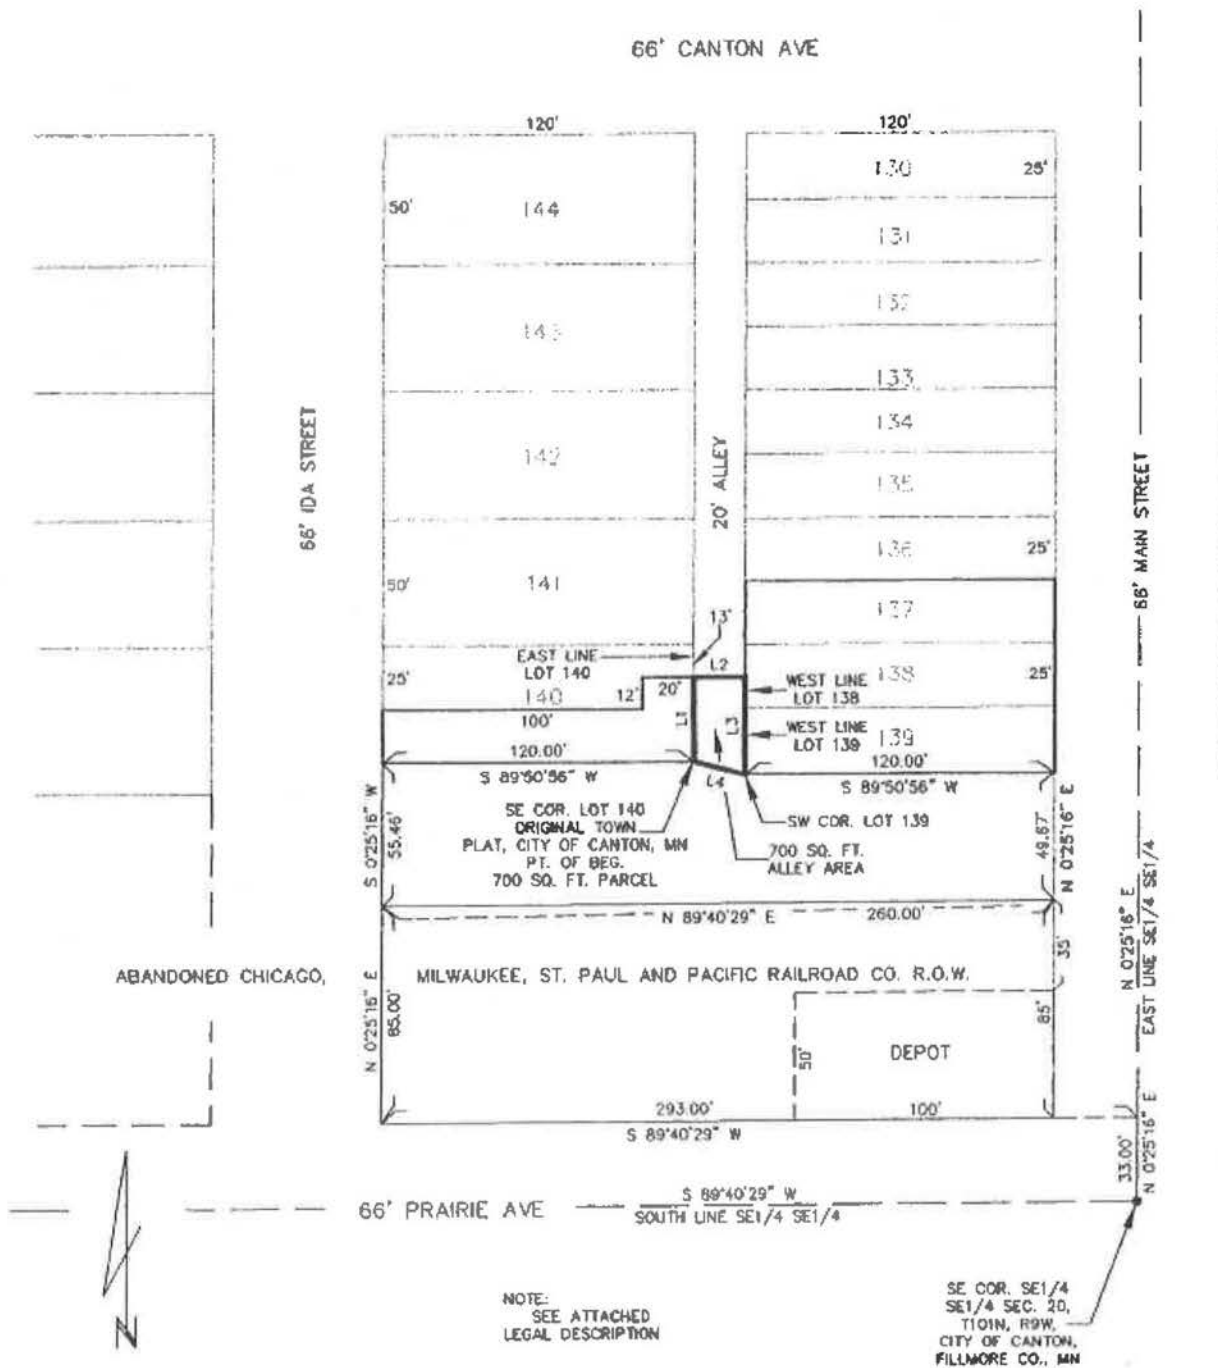 66' CANTON AVE
120'
120'
130
25'
50'
144
131
132
143
133
134
66' IDA STREET
142
20' ALLEY
135
66' MAIN STREET
136
25'
50'
141
137
13'
EAST LINE
LOT 140
L2
WEST LINE
LOT 138
138
25'
25'
140
12'
20'
100'
L1
L3
WEST LINE
LOT 139
139
120.00'
S 89°50'56" W
120.00'
S 89°50'56" W
L4
SE COR. LOT 140
ORIGINAL TOWN
PLAT, CITY OF CANTON, MN
PT. OF BEG.
700 SQ. FT. PARCEL
SW COR. LOT 139
700 SQ. FT.
ALLEY AREA
S 0°25'16" W
55.46'
49.67'
N 0°25'16" E
N 89°40'29" E
260.00'
N 0°25'16" E
EAST LINE SE1/4 SE1/4
35'
ABANDONED CHICAGO,
MILWAUKEE, ST. PAUL AND PACIFIC RAILROAD CO. R.O.W.
N 0°25'16" E
85.00'
50'
DEPOT
85'
293.00'
100'
S 89°40'29" W
33.00'
N 0°25'16" E
66' PRAIRIE AVE
S 89°40'29" W
SOUTH LINE SE1/4 SE1/4
N
NOTE:
SEE ATTACHED
LEGAL DESCRIPTION
SE COR. SE1/4
SE1/4 SEC. 20,
T101N, R9W,
CITY OF CANTON,
FILLMORE CO., MN